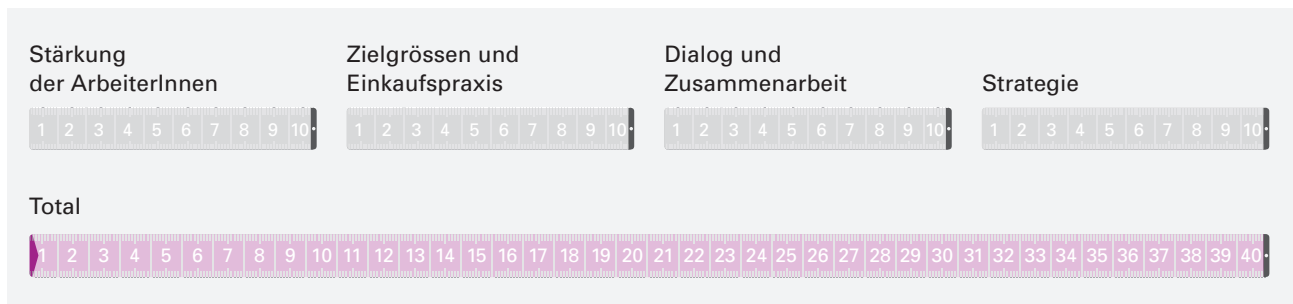 Stärkung
der ArbeiterInnen
Zielgrössen und
Einkaufspraxis
Dialog und
Zusammenarbeit
Strategie
1 2 3 4 5 6 7 8 9 10
1 2 3 4 5 6 7 8 9 10
1 2 3 4 5 6 7 8 9 10
1 2 3 4 5 6 7 8 9 10
Total
1 2 3 4 5 6 7 8 9 10 11 12 13 14 15 16 17 18 19 20 21 22 23 24 25 26 27 28 29 30 31 32 33 34 35 36 37 38 39 40